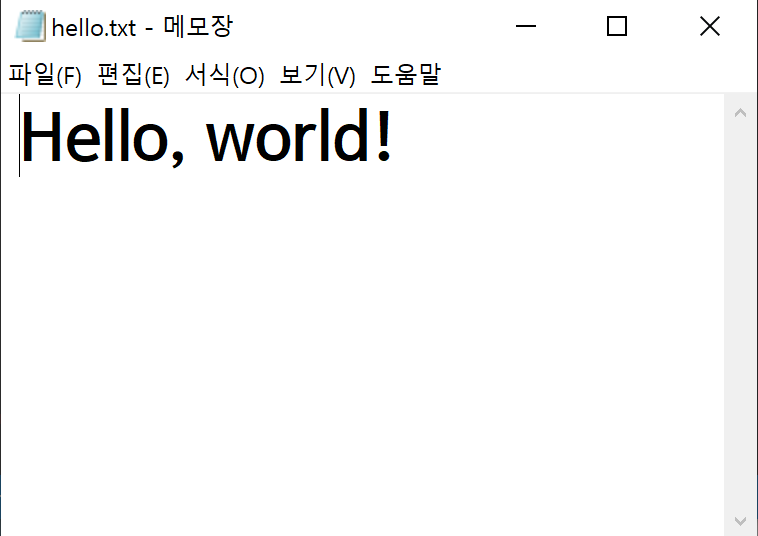 hello.txt - 메모장
파일(F) 편집(E) 서식(O) 보기(V) 도움말
Hello, world!